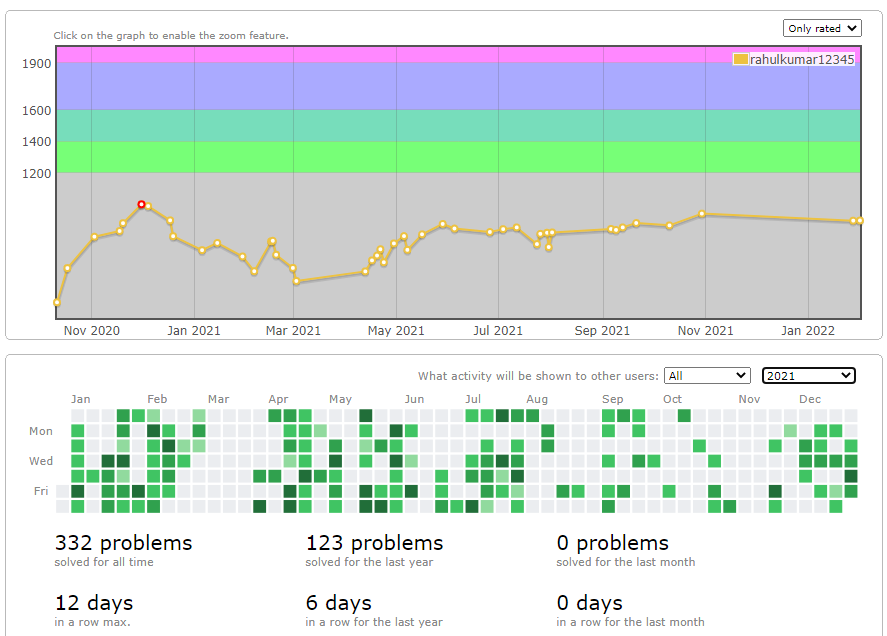 Only rated
Click on the graph to enable the zoom feature.
rahulkumar12345
1900
1600
1400
1200
Nov 2020 Jan 2021 Mar 2021 May 2021 Jul 2021 Sep 2021 Nov 2021 Jan 2022
What activity will be shown to other users: All 2021
Jan Feb Mar Apr May Jun Jul Aug Sep Oct Nov Dec
Mon
Wed
Fri
332 problems 123 problems 0 problems
solved for all time solved for the last year solved for the last month
12 days 6 days 0 days
in a row max. in a row for the last year in a row for the last month